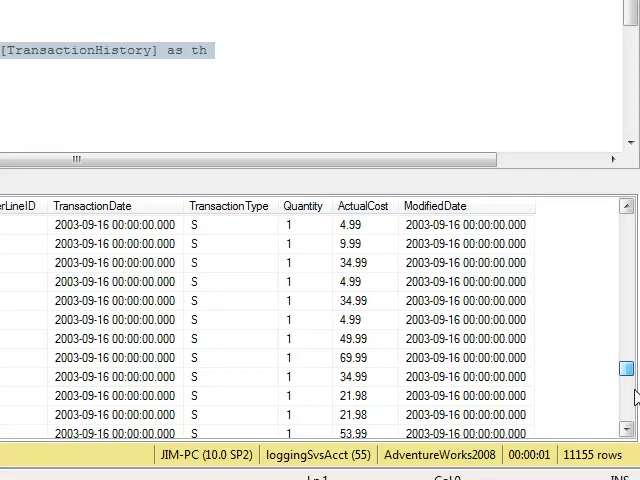 [TransactionHistory] as th
erLineID TransactionDate TransactionType Quantity ActualCost ModifiedDate
2003-09-16 00:00:00.000 S 1 4.99 2003-09-16 00:00:00.000
2003-09-16 00:00:00.000 S 1 9.99 2003-09-16 00:00:00.000
2003-09-16 00:00:00.000 S 1 34.99 2003-09-16 00:00:00.000
2003-09-16 00:00:00.000 S 1 4.99 2003-09-16 00:00:00.000
2003-09-16 00:00:00.000 S 1 34.99 2003-09-16 00:00:00.000
2003-09-16 00:00:00.000 S 1 4.99 2003-09-16 00:00:00.000
2003-09-16 00:00:00.000 S 1 49.99 2003-09-16 00:00:00.000
2003-09-16 00:00:00.000 S 1 69.99 2003-09-16 00:00:00.000
2003-09-16 00:00:00.000 S 1 34.99 2003-09-16 00:00:00.000
2003-09-16 00:00:00.000 S 1 21.98 2003-09-16 00:00:00.000
2003-09-16 00:00:00.000 S 1 21.98 2003-09-16 00:00:00.000
2003-09-16 00:00:00.000 S 1 53.99 2003-09-16 00:00:00.000
JIM-PC (10.0 SP2) loggingSvsAcct (55) AdventureWorks2008 00:00:01 11155 rows
Ln 1 Col 9 INS